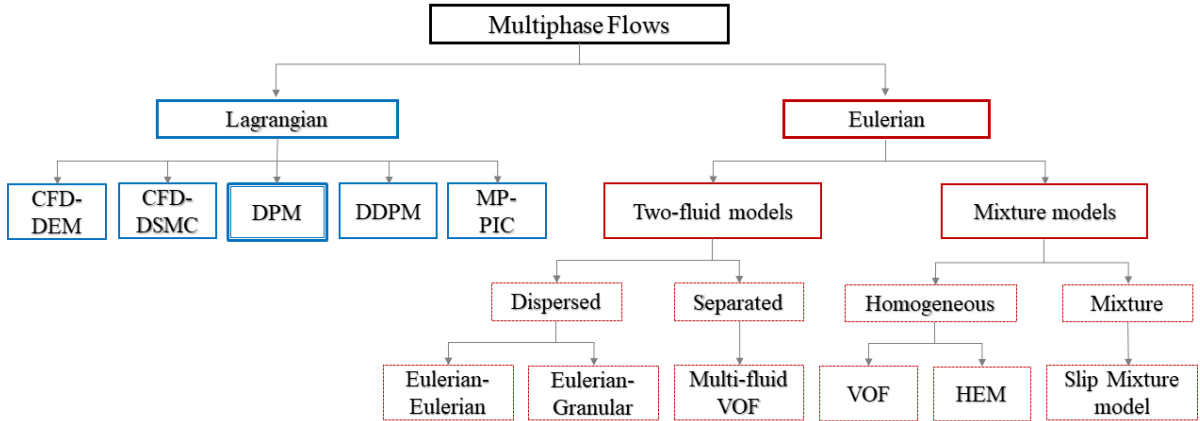 Multiphase Flows
Lagrangian
Eulerian
CFD-
DEM
CFD-
DSMC
DPM
DDPM
MP-
PIC
Two-fluid models
Mixture models
Dispersed
Separated
Homogeneous
Mixture
Eulerian-
Eulerian
Eulerian-
Granular
Multi-fluid
VOF
VOF
HEM
Slip Mixture
model